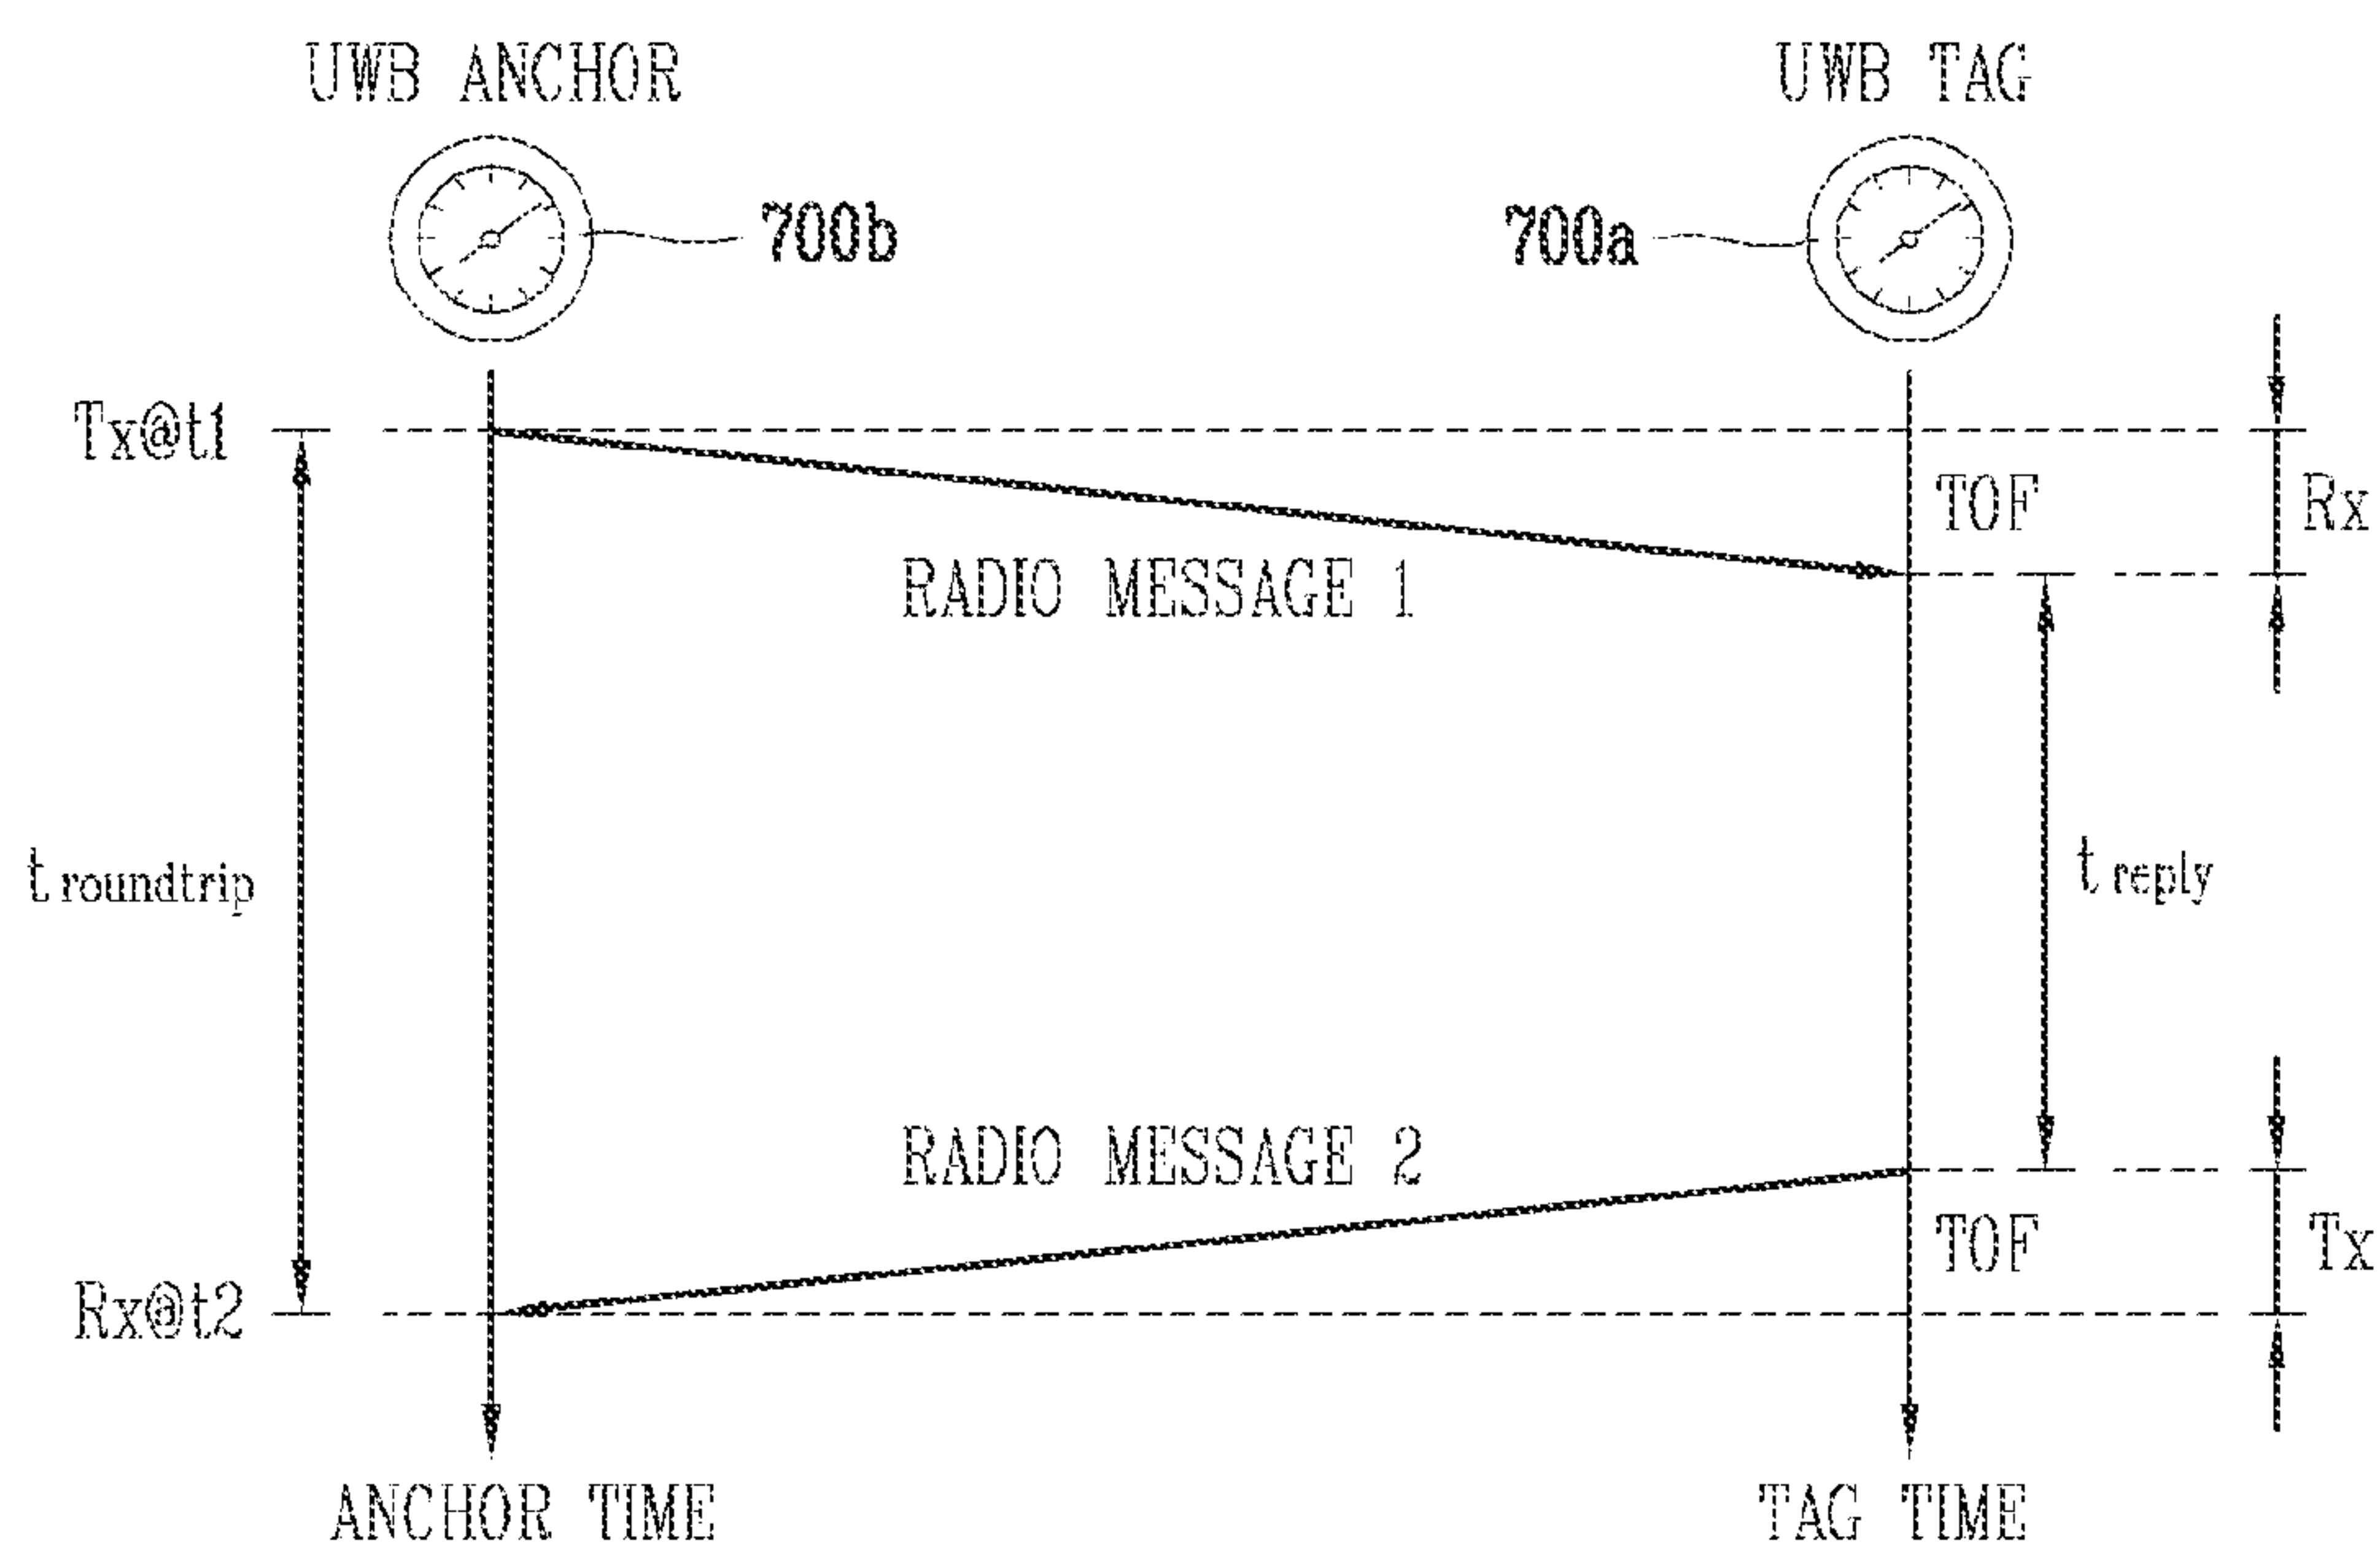 UWB ANCHOR
UWB TAG
700b
700a
Tx@t1
TOF
Rx
RADIO MESSAGE 1
t roundtrip
t reply
RADIO MESSAGE 2
TOF
Tx
Rx@t2
ANCHOR TIME
TAG TIME